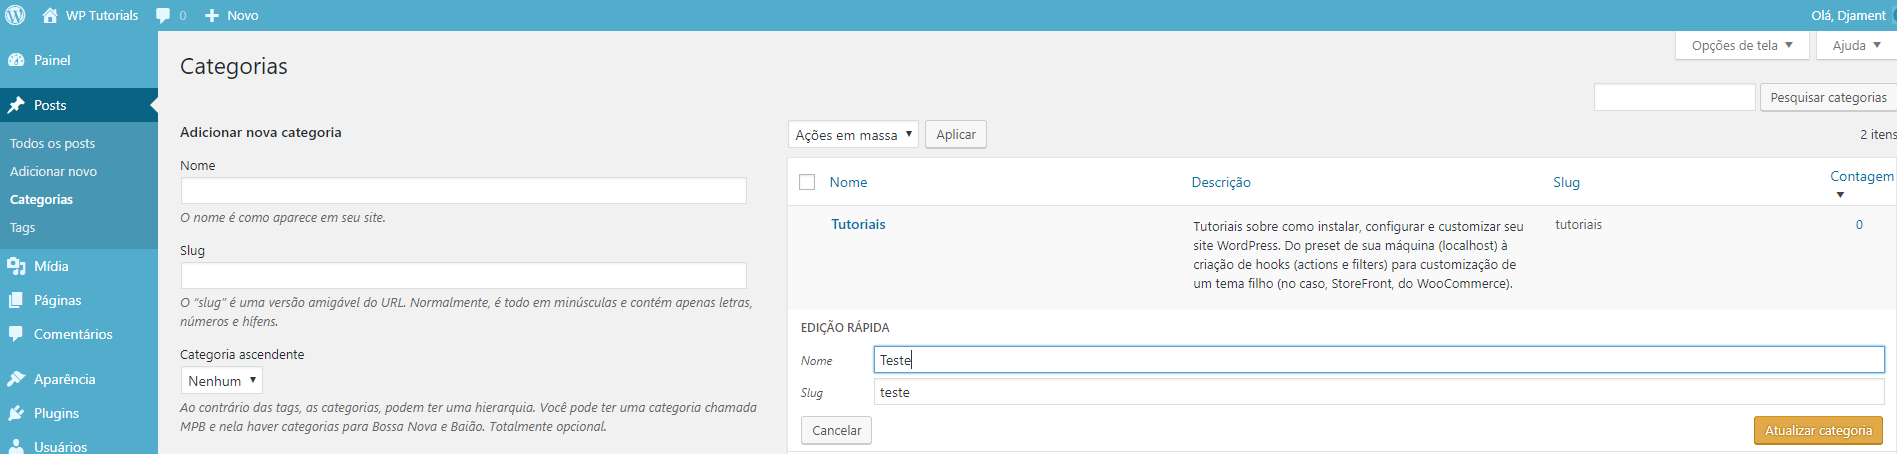 WP Tutorials
0
Novo
Olá, Djament
Painel
Posts
Todos os posts
Adicionar novo
Categorias
Tags
Mídia
Páginas
Comentários
Aparência
Plugins
Usuários
Opções de tela
Ajuda
Categorias
Pesquisar categorias
Adicionar nova categoria
Nome
O nome é como aparece em seu site.
Slug
O “slug” é uma versão amigável do URL. Normalmente, é todo em minúsculas e contém apenas letras,
números e hífens.
Categoria ascendente
Nenhum
Ao contrário das tags, as categorias, podem ter uma hierarquia. Você pode ter uma categoria chamada
MPB e nela haver categorias para Bossa Nova e Baião. Totalmente opcional.
Ações em massa
Aplicar
2 itens
Nome
Descrição
Slug
Contagem
Tutoriais
Tutoriais sobre como instalar, configurar e customizar seu
site WordPress. Do preset de sua máquina (localhost) à
criação de hooks (actions e filters) para customização de
um tema filho (no caso, StoreFront, do WooCommerce).
tutoriais
0
EDIÇÃO RÁPIDA
Nome
Teste
Slug
teste
Cancelar
Atualizar categoria